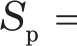 Sₚ =